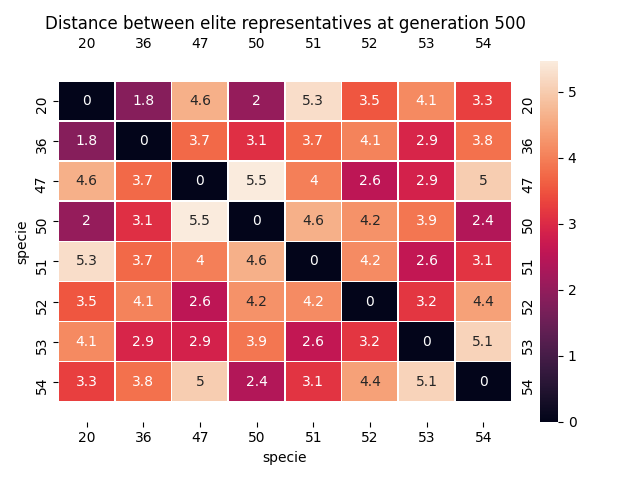 Distance between elite representatives at generation 500
20 36 47 50 51 52 53 54
20 0 1.8 4.6 2 5.3 3.5 4.1 3.3 20
36 1.8 0 3.7 3.1 3.7 4.1 2.9 3.8 36
47 4.6 3.7 0 5.5 4 2.6 2.9 5 47
50 2 3.1 5.5 0 4.6 4.2 3.9 2.4 50
51 5.3 3.7 4 4.6 0 4.2 2.6 3.1 51
52 3.5 4.1 2.6 4.2 4.2 0 3.2 4.4 52
53 4.1 2.9 2.9 3.9 2.6 3.2 0 5.1 53
54 3.3 3.8 5 2.4 3.1 4.4 5.1 0 54
20 36 47 50 51 52 53 54
specie
specie
5
4
3
2
1
0